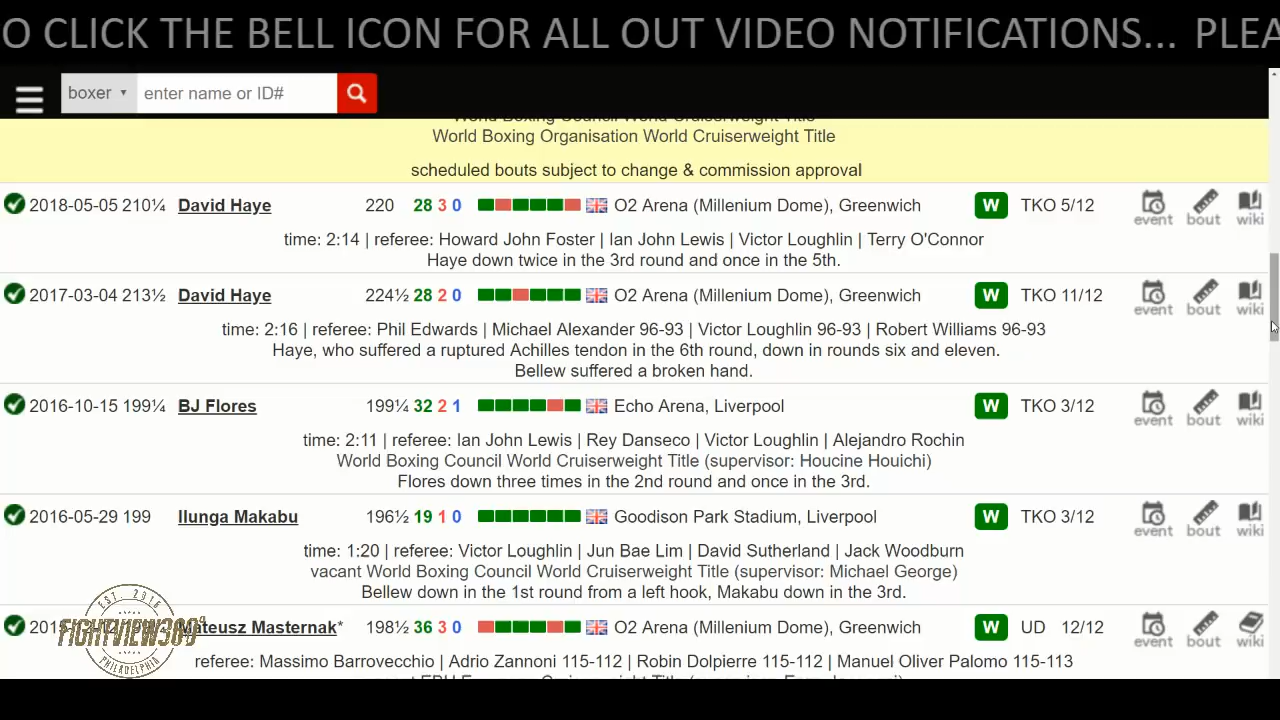 O CLICK THE BELL ICON FOR ALL OUT VIDEO NOTIFICATIONS... PLEA
boxer ▾ enter name or ID#
World Boxing Council World Cruiserweight Title
World Boxing Organisation World Cruiserweight Title
scheduled bouts subject to change & commission approval
2018-05-05 210¼ David Haye 220 28 3 0 O2 Arena (Millenium Dome), Greenwich W TKO 5/12 event bout wiki
time: 2:14 | referee: Howard John Foster | Ian John Lewis | Victor Loughlin | Terry O'Connor
Haye down twice in the 3rd round and once in the 5th.
2017-03-04 213½ David Haye 224½ 28 2 0 O2 Arena (Millenium Dome), Greenwich W TKO 11/12 event bout wiki
time: 2:16 | referee: Phil Edwards | Michael Alexander 96-93 | Victor Loughlin 96-93 | Robert Williams 96-93
Haye, who suffered a ruptured Achilles tendon in the 6th round, down in rounds six and eleven.
Bellew suffered a broken hand.
2016-10-15 199¼ BJ Flores 199¼ 32 2 1 Echo Arena, Liverpool W TKO 3/12 event bout wiki
time: 2:11 | referee: Ian John Lewis | Rey Danseco | Victor Loughlin | Alejandro Rochin
World Boxing Council World Cruiserweight Title (supervisor: Houcine Houichi)
Flores down three times in the 2nd round and once in the 3rd.
2016-05-29 199 Ilunga Makabu 196½ 19 1 0 Goodison Park Stadium, Liverpool W TKO 3/12 event bout wiki
time: 1:20 | referee: Victor Loughlin | Jun Bae Lim | David Sutherland | Jack Woodburn
vacant World Boxing Council World Cruiserweight Title (supervisor: Michael George)
Bellew down in the 1st round from a left hook, Makabu down in the 3rd.
Mateusz Masternak* 198½ 36 3 0 O2 Arena (Millenium Dome), Greenwich W UD 12/12 event bout wiki
referee: Massimo Barrovecchio | Adrio Zannoni 115-112 | Robin Dolpierre 115-112 | Manuel Oliver Palomo 115-113
EST. 2016
FIGHTVIEW360°
PHILADELPHIA